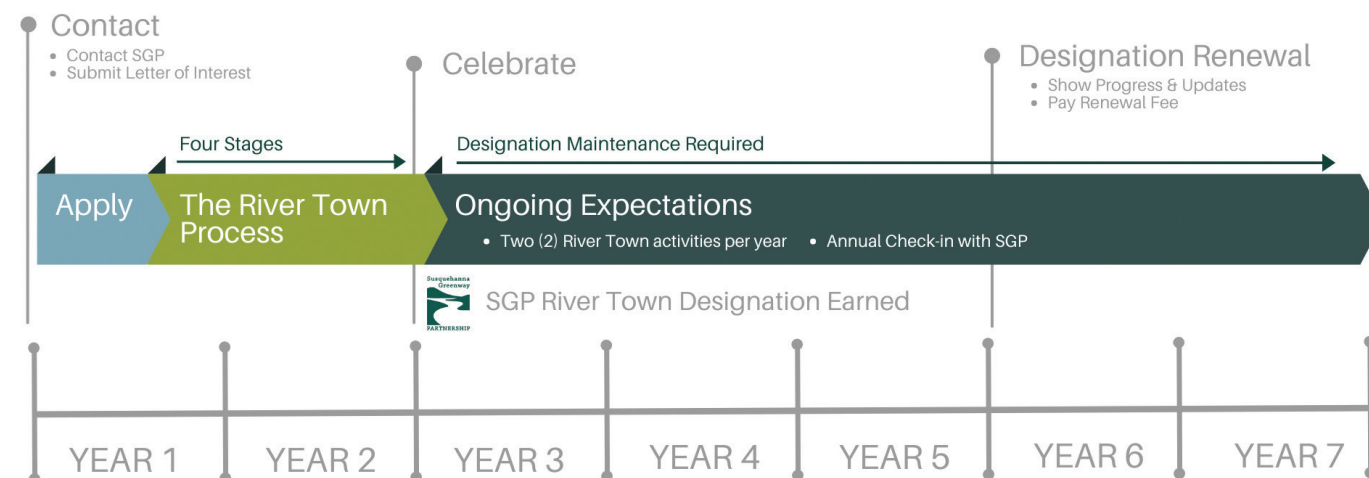 Contact
• Contact SGP
• Submit Letter of Interest
Celebrate
Designation Renewal
• Show Progress & Updates
• Pay Renewal Fee
Four Stages
Designation Maintenance Required
Apply
The River Town
Process
Ongoing Expectations
• Two (2) River Town activities per year • Annual Check-in with SGP
Susquehanna
Greenway
PARTNERSHIP
SGP River Town Designation Earned
YEAR 1
YEAR 2
YEAR 3
YEAR 4
YEAR 5
YEAR 6
YEAR 7